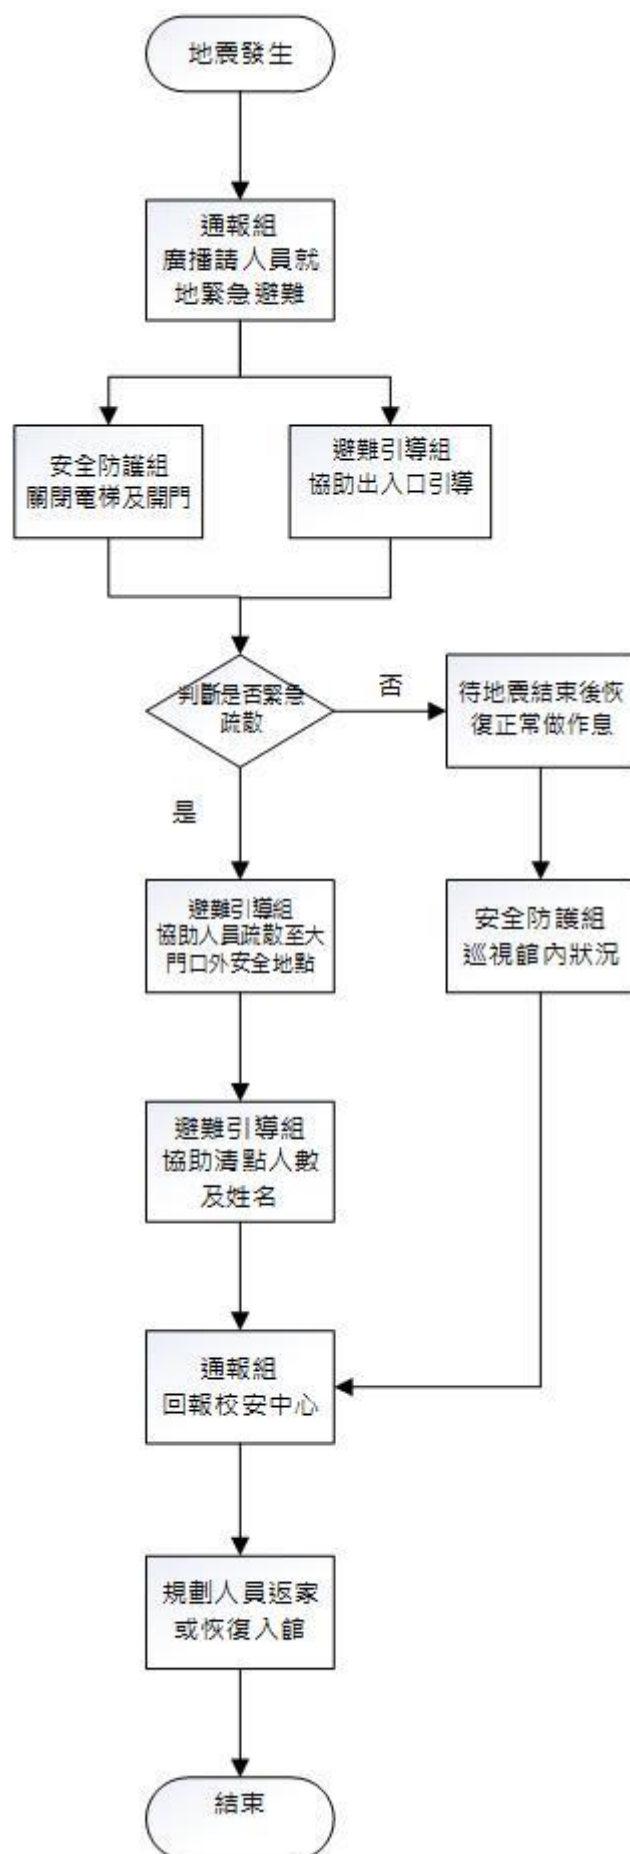 地震發生
通報組
廣播請人員就
地緊急避難
安全防護組
關閉電梯及開門
避難引導組
協助出入口引導
判斷是否緊急
疏散
否
待地震結束後恢
復正常做作息
是
避難引導組
協助人員疏散至大
門口外安全地點
安全防護組
巡視館內狀況
避難引導組
協助清點人數
及姓名
通報組
回報校安中心
規劃人員返家
或恢復入館
結束